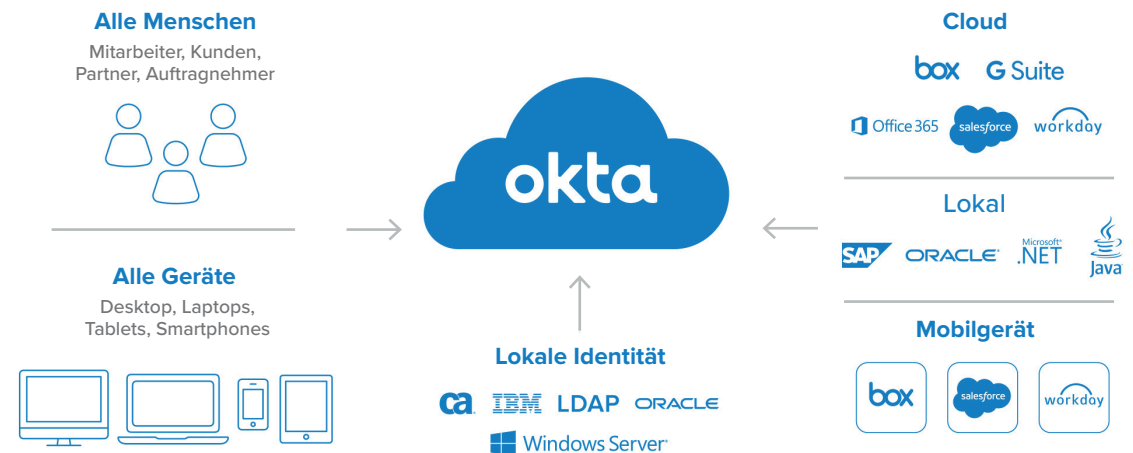 Alle Menschen
Mitarbeiter, Kunden,
Partner, Auftragnehmer
Alle Geräte
Desktop, Laptops,
Tablets, Smartphones
okta
Lokale Identität
ca IBM LDAP ORACLE
Windows Server
Cloud
box G Suite
Office 365 salesforce workday
Lokal
SAP ORACLE Microsoft .NET Java
Mobilgerät
box salesforce workday